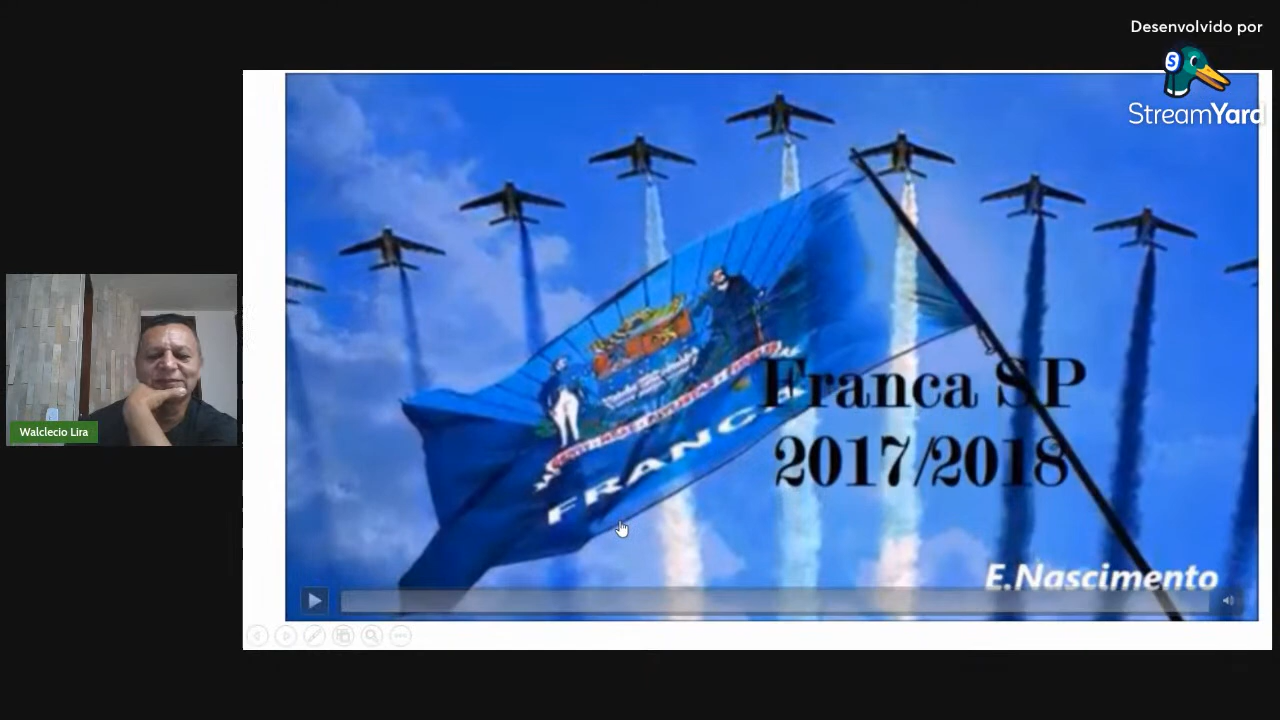 Desenvolvido por
StreamYard
Franca SP
2017/2018
FRANCA
E.Nascimento
Walclecio Lira